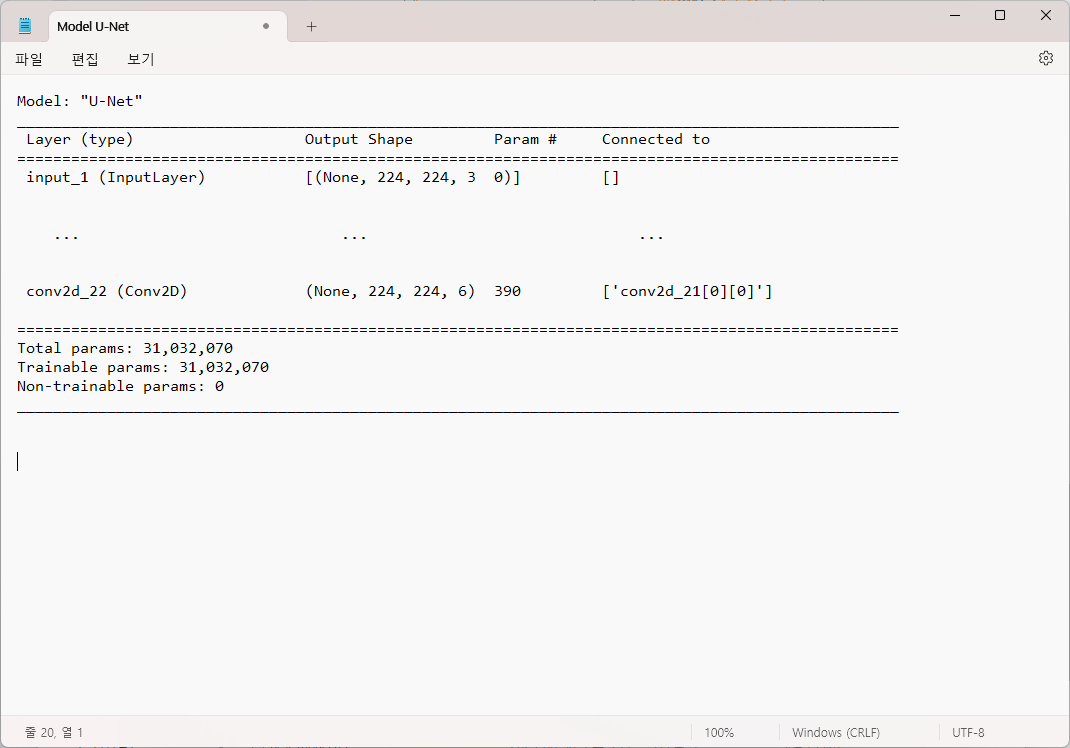 Model U-Net
파일 편집 보기
Model: "U-Net"
Layer (type) Output Shape Param # Connected to
==================================================================================================
input_1 (InputLayer) [(None, 224, 224, 3 0)] []
... ... ...
conv2d_22 (Conv2D) (None, 224, 224, 6) 390 ['conv2d_21[0][0]']
==================================================================================================
Total params: 31,032,070
Trainable params: 31,032,070
Non-trainable params: 0
줄 20, 열 1 100% Windows (CRLF) UTF-8